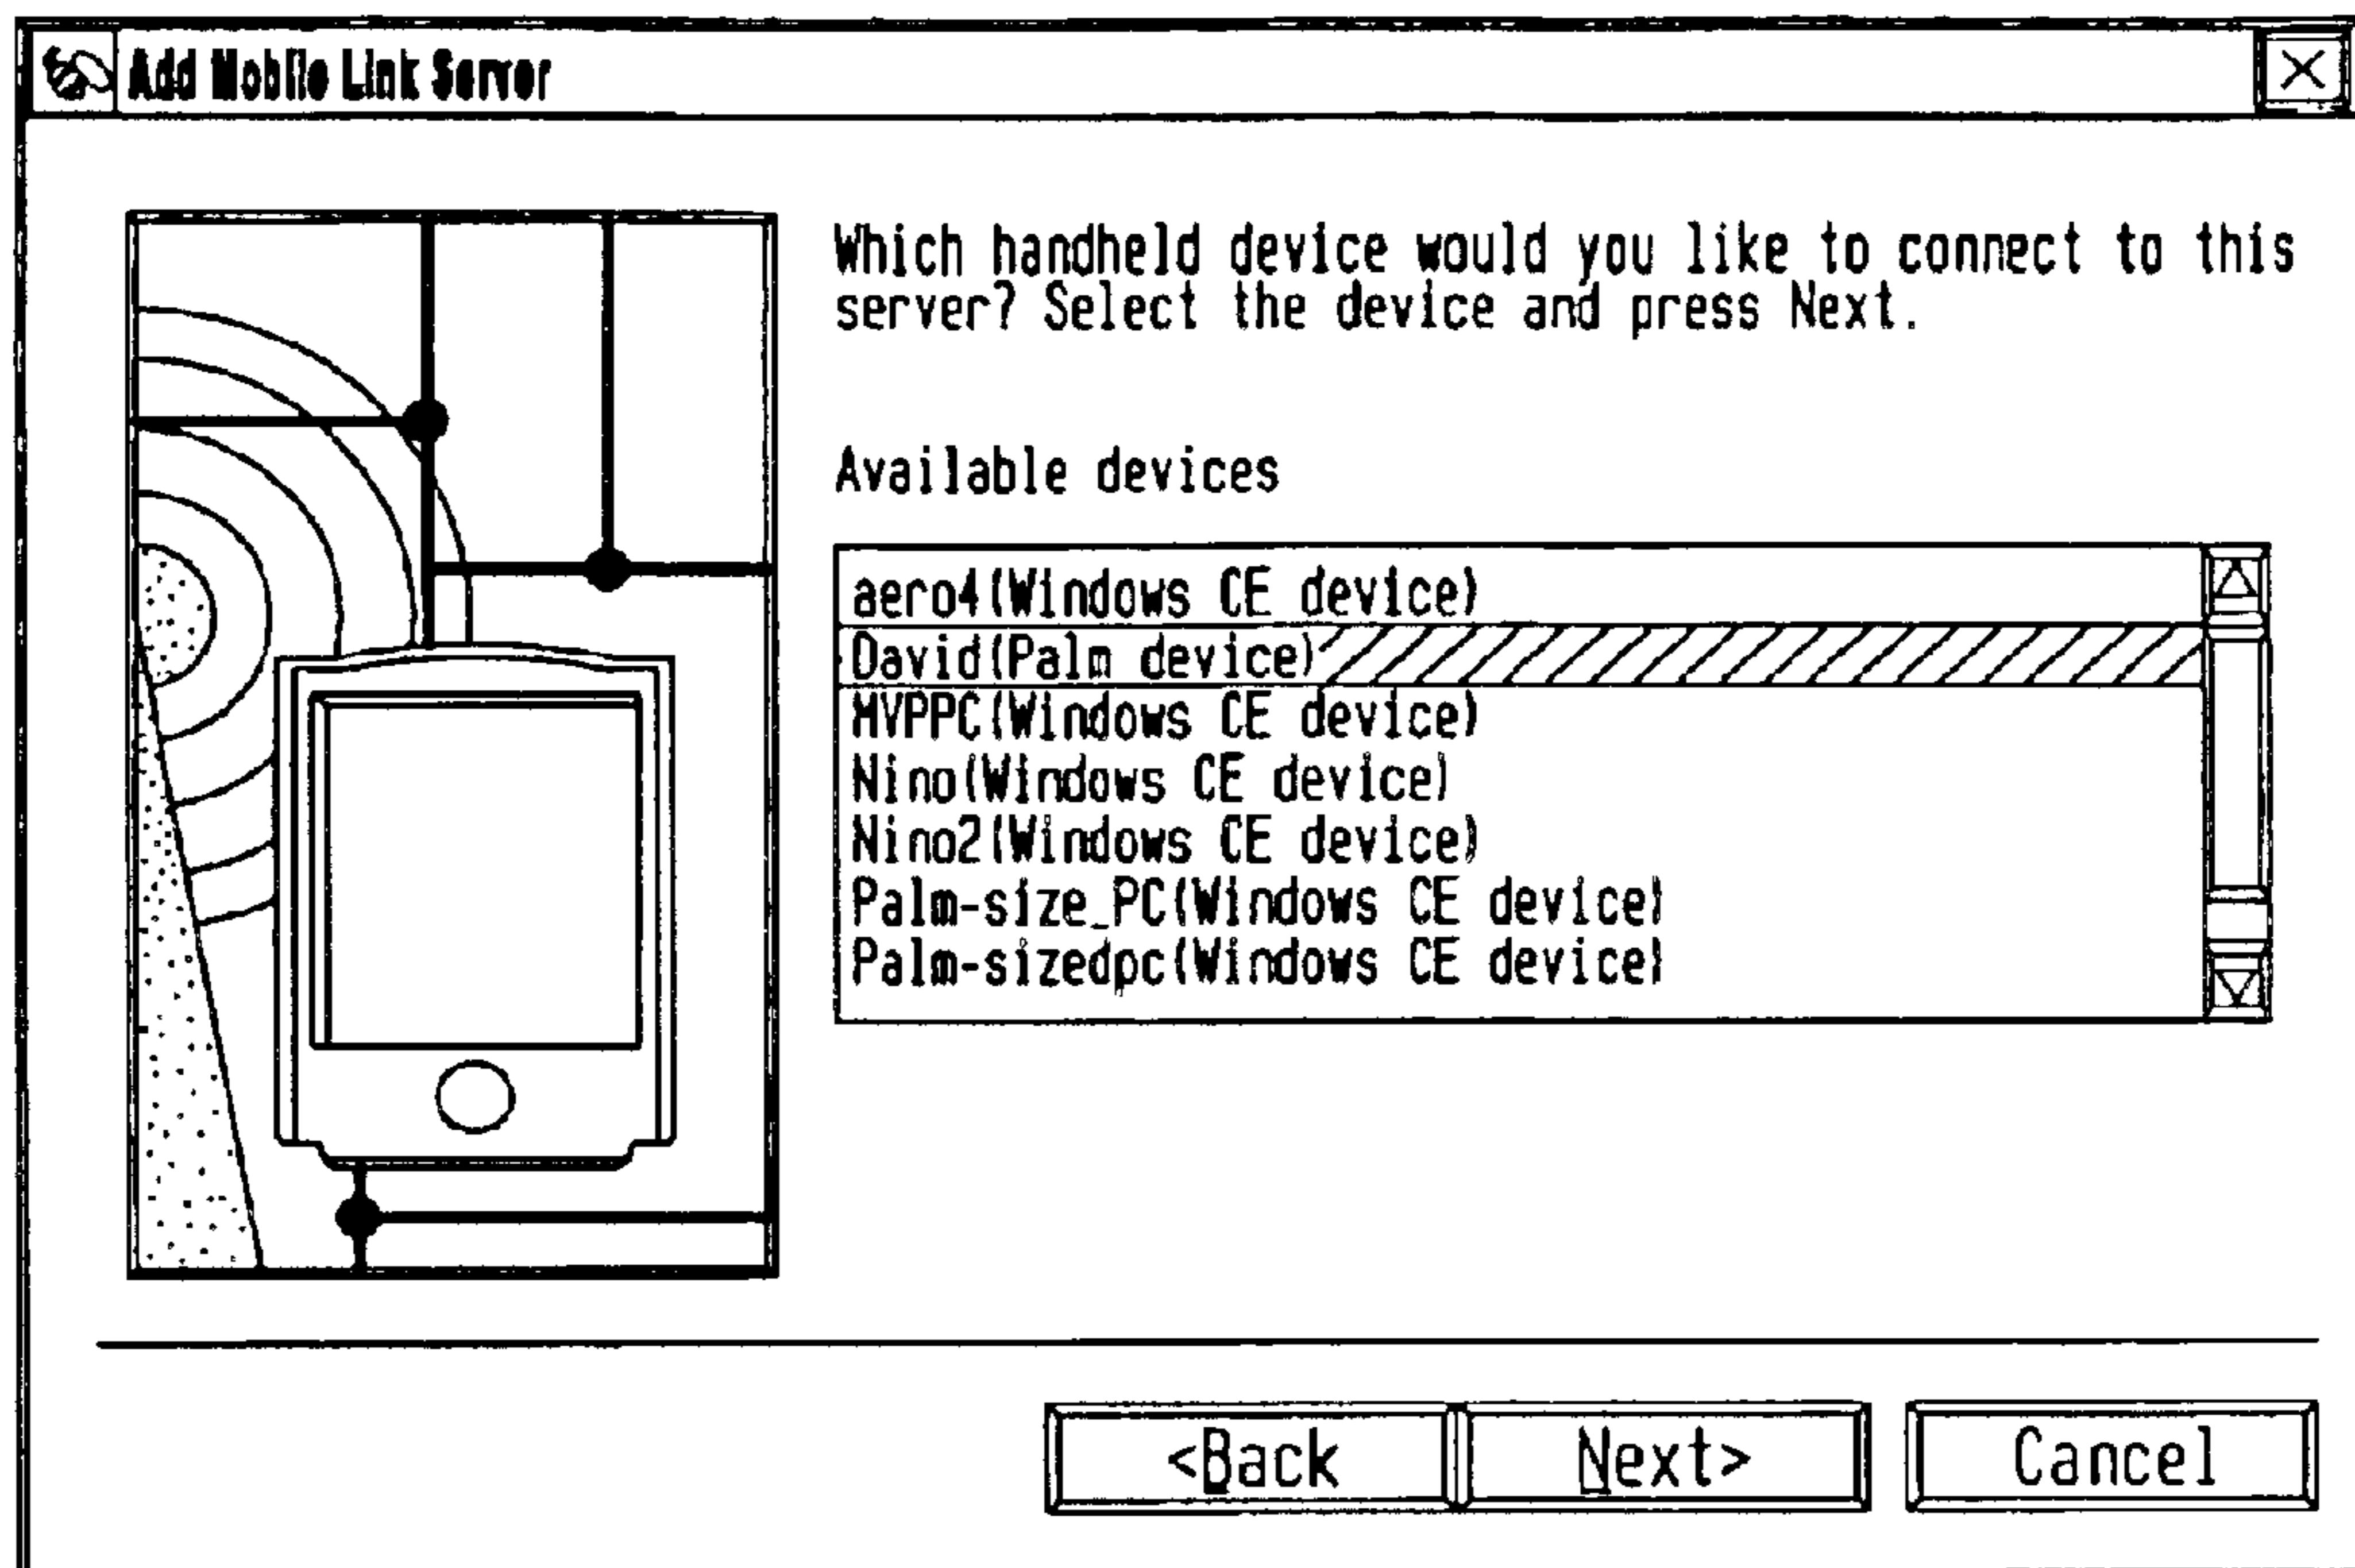 Add Mobile Link Server
Which handheld device would you like to connect to this
server? Select the device and press Next.
Available devices
aero4(Windows CE device)
David(Palm device)
MVPPC(Windows CE device)
Nino(Windows CE device)
Nino2(Windows CE device)
Palm-size_PC(Windows CE device)
Palm-sizedpc(Windows CE device)
<Back Next> Cancel